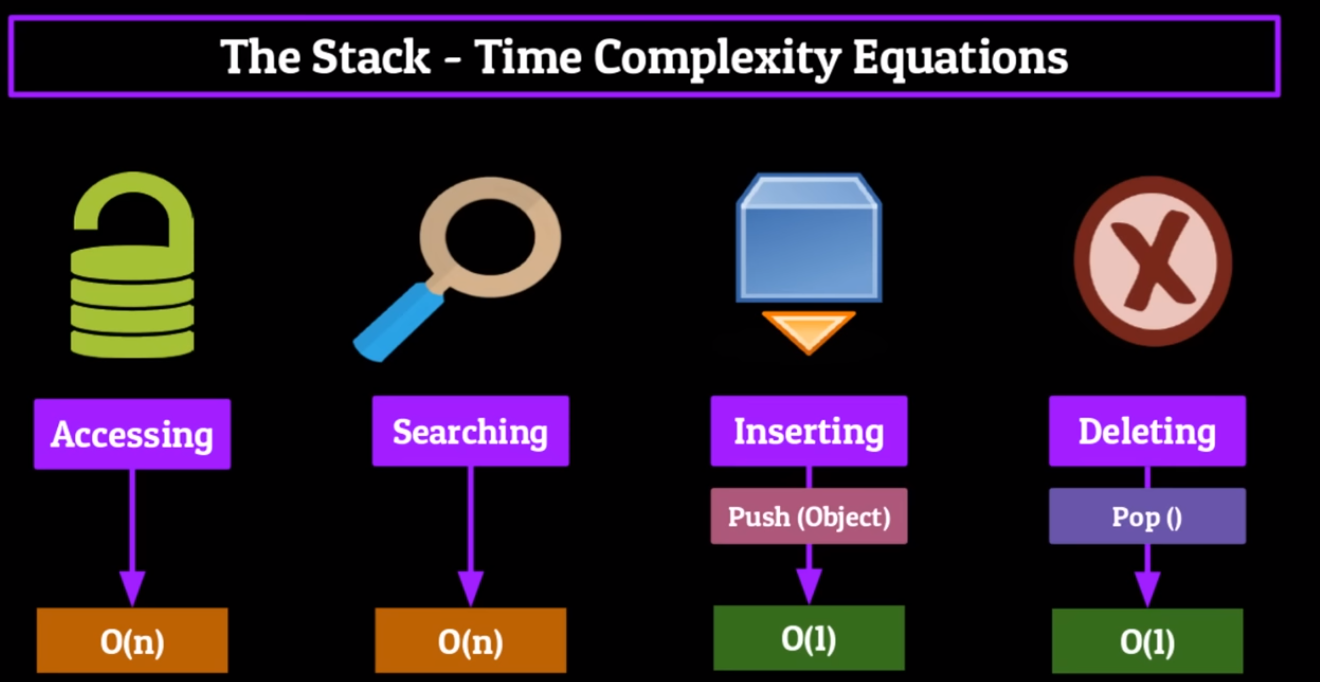 The Stack - Time Complexity Equations
Accessing
Searching
Inserting
Deleting
Push (Object)
Pop ()
O(n)
O(n)
O(1)
O(1)